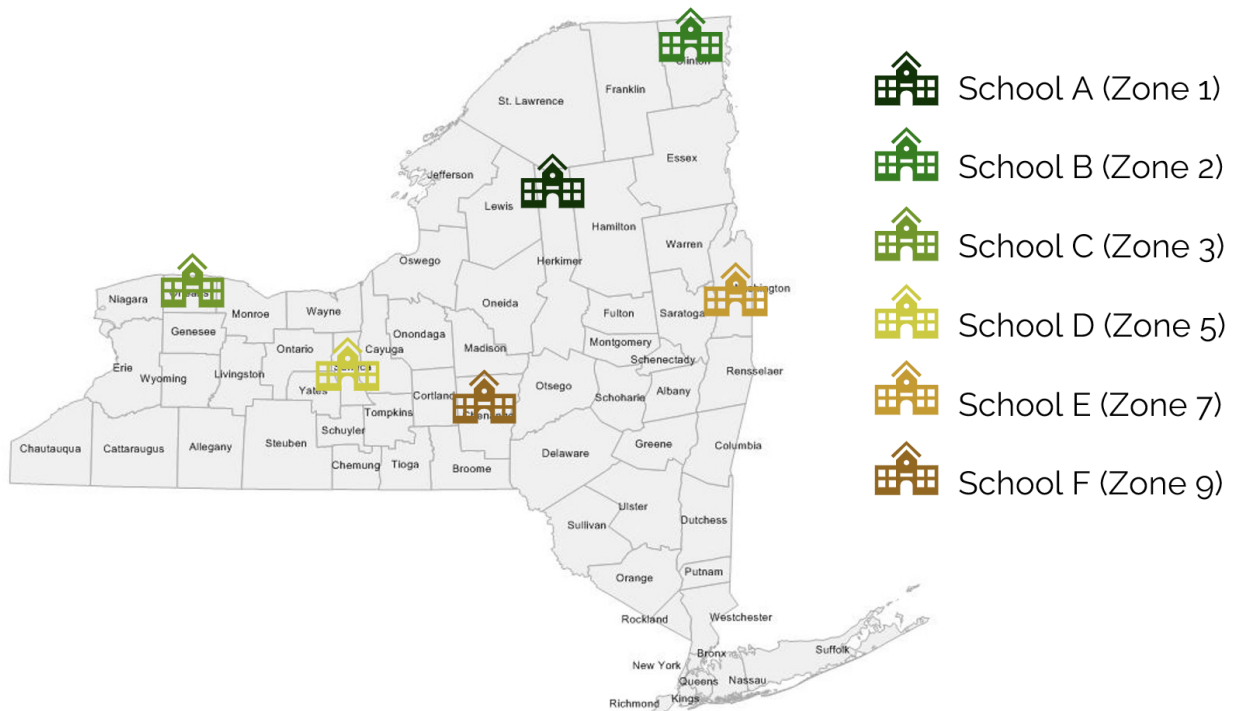 Clinton
Franklin
St. Lawrence
Essex
Jefferson
Lewis
Hamilton
Warren
Oswego
Herkimer
Washington
Niagara
Oneida
Wayne
Monroe
Fulton
Saratoga
Genesee
Onondaga
Montgomery
Ontario
Cayuga
Madison
Schenectady
Erie
Wyoming
Livingston
Rensselaer
Yates
Cortland
Otsego
Schoharie
Albany
Tompkins
Schuyler
Chautauqua
Cattaraugus
Allegany
Steuben
Greene
Columbia
Delaware
Chemung
Tioga
Broome
Ulster
Dutchess
Sullivan
Putnam
Orange
Rockland
Westchester
Bronx
Suffolk
New York
Queens
Nassau
Kings
Richmond
School A (Zone 1)
School B (Zone 2)
School C (Zone 3)
School D (Zone 5)
School E (Zone 7)
School F (Zone 9)